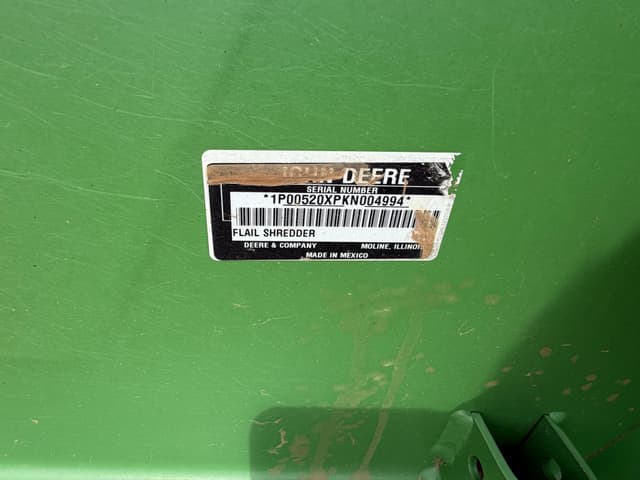 JOHN DEERE
SERIAL NUMBER
*1P00520XPKN004994*
FLAIL SHREDDER
DEERE & COMPANY MOLINE, ILLINOIS
MADE IN MEXICO